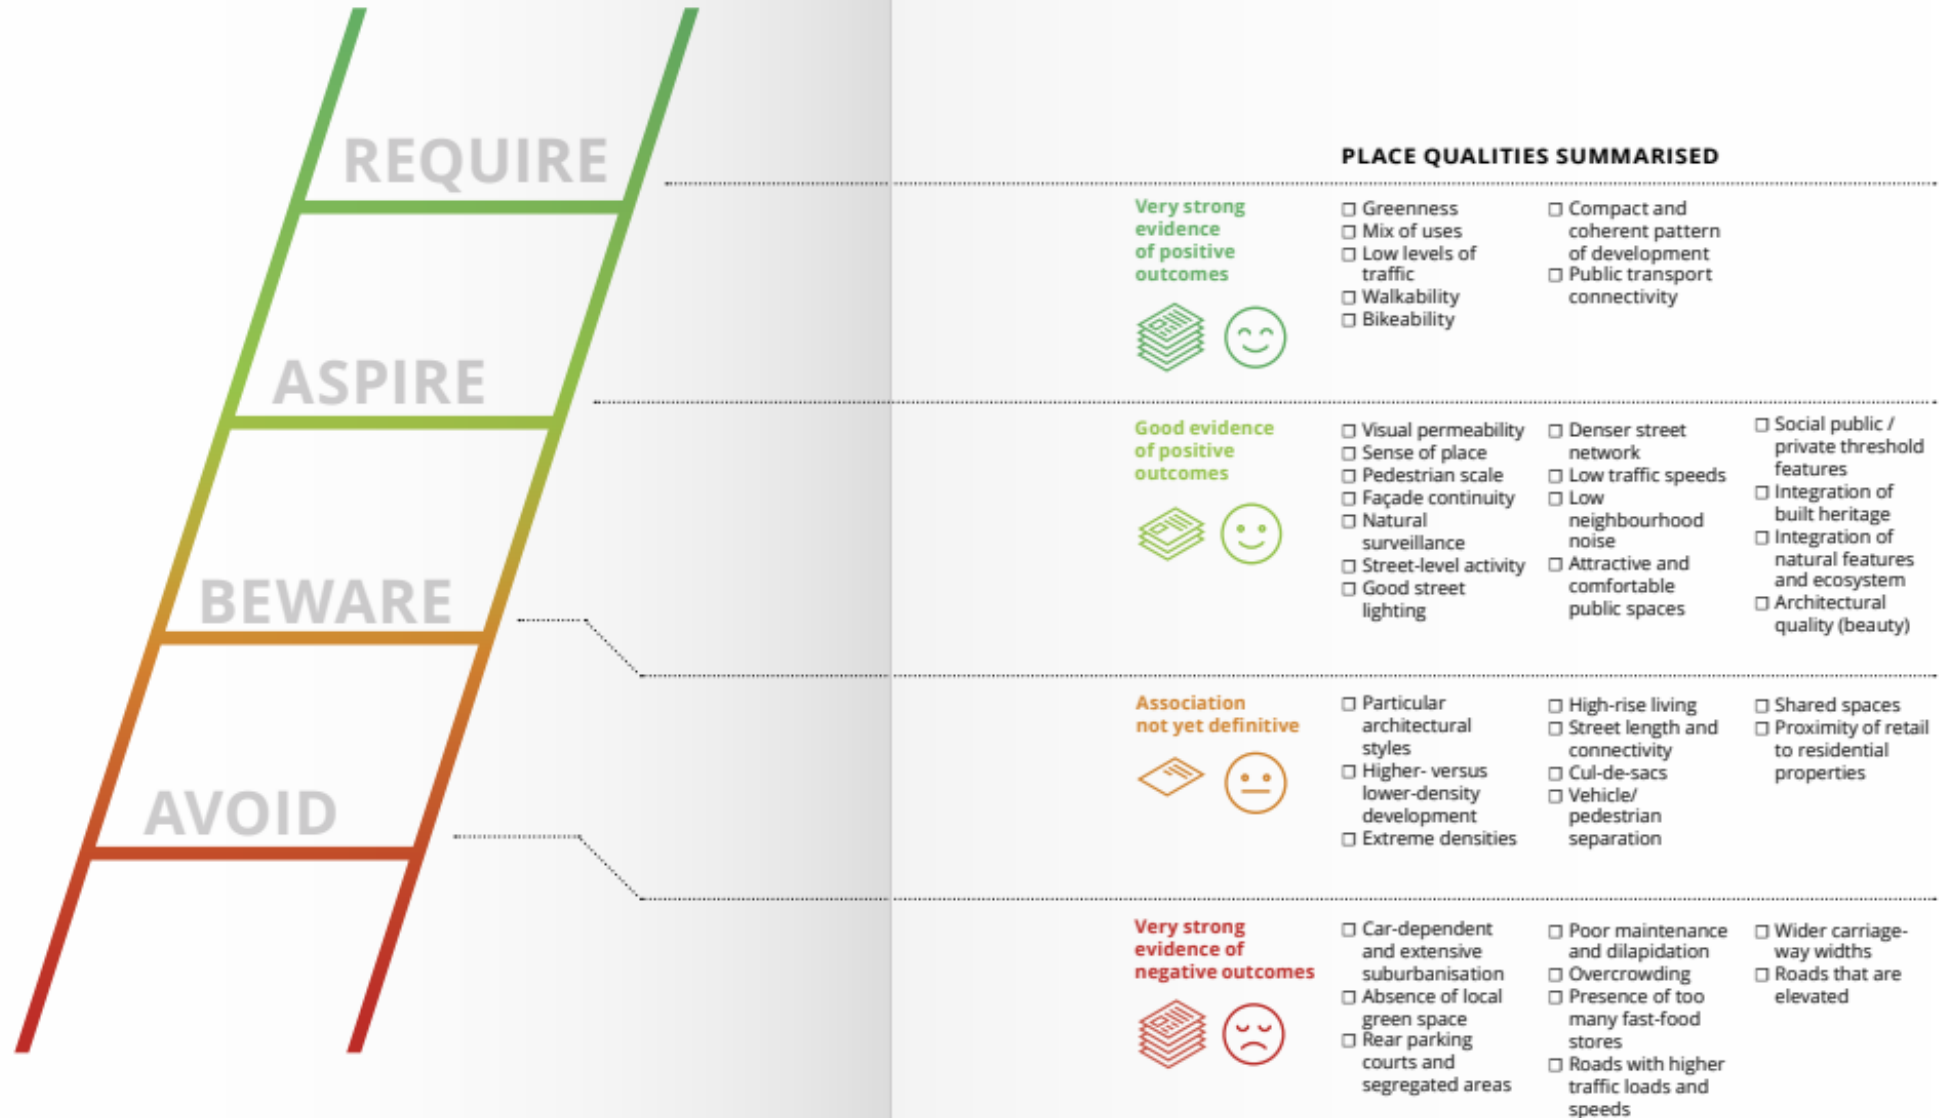 REQUIRE
ASPIRE
BEWARE
AVOID
PLACE QUALITIES SUMMARISED
Very strong
evidence
of positive
outcomes
☐ Greenness
☐ Mix of uses
☐ Low levels of
traffic
☐ Walkability
☐ Bikeability
☐ Compact and
coherent pattern
of development
☐ Public transport
connectivity
Good evidence
of positive
outcomes
☐ Visual permeability
☐ Sense of place
☐ Pedestrian scale
☐ Façade continuity
☐ Natural
surveillance
☐ Street-level activity
☐ Good street
lighting
☐ Denser street
network
☐ Low traffic speeds
☐ Low
neighbourhood
noise
☐ Attractive and
comfortable
public spaces
☐ Social public /
private threshold
features
☐ Integration of
built heritage
☐ Integration of
natural features
and ecosystem
☐ Architectural
quality (beauty)
Association
not yet definitive
☐ Particular
architectural
styles
☐ Higher- versus
lower-density
development
☐ Extreme densities
☐ High-rise living
☐ Street length and
connectivity
☐ Cul-de-sacs
☐ Vehicle/
pedestrian
separation
☐ Shared spaces
☐ Proximity of retail
to residential
properties
Very strong
evidence of
negative outcomes
☐ Car-dependent
and extensive
suburbanisation
☐ Absence of local
green space
☐ Rear parking
courts and
segregated areas
☐ Poor maintenance
and dilapidation
☐ Overcrowding
☐ Presence of too
many fast-food
stores
☐ Roads with higher
traffic loads and
speeds
☐ Wider carriage-
way widths
☐ Roads that are
elevated